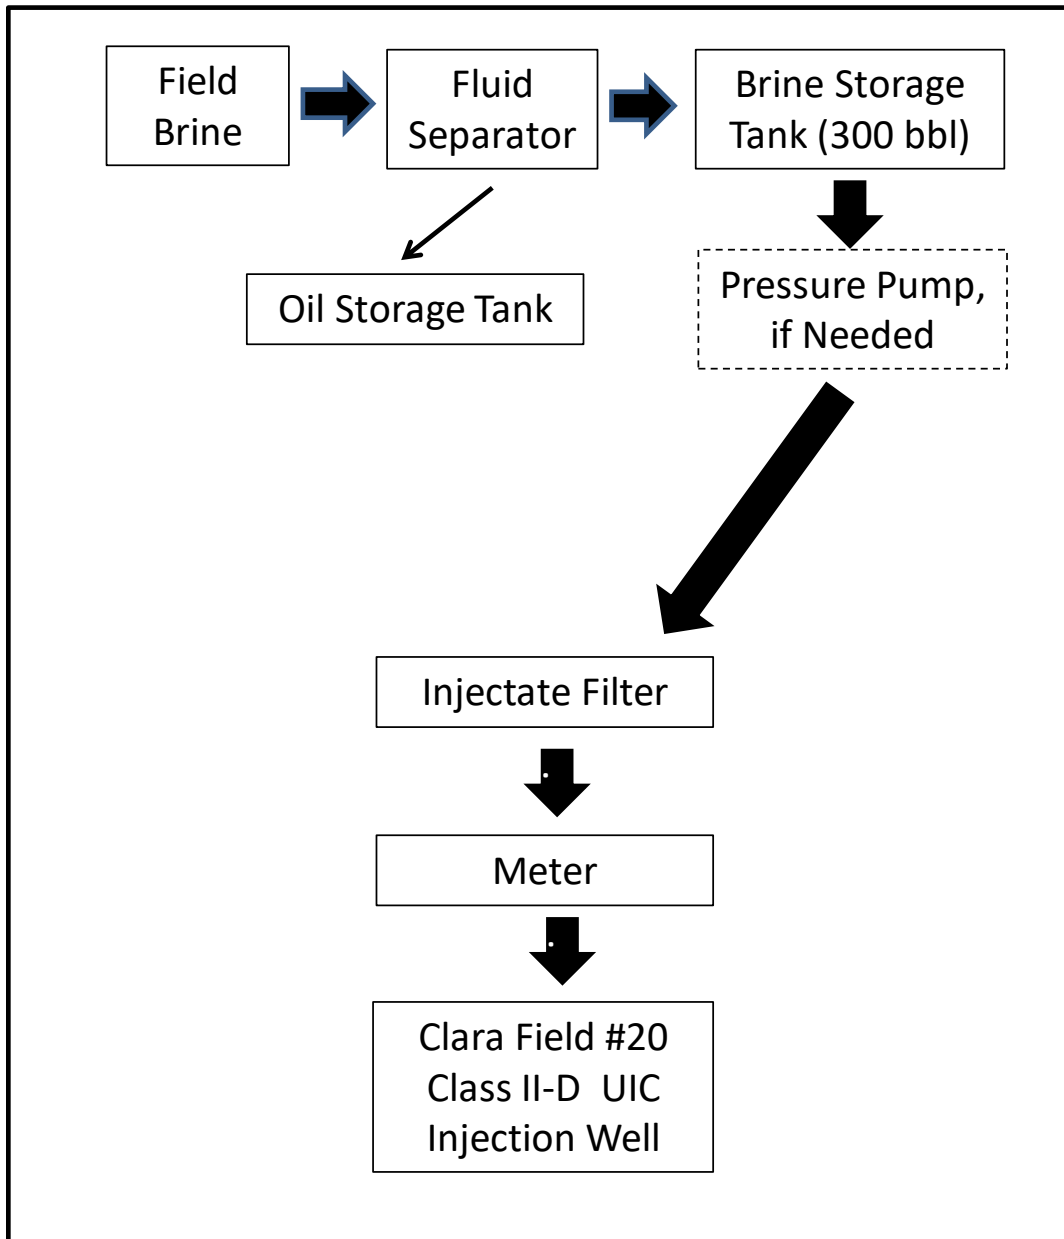 Field
Brine
Fluid
Separator
Brine Storage
Tank (300 bbl)
Oil Storage Tank
Pressure Pump,
if Needed
Injectate Filter
Meter
Clara Field #20
Class II-D  UIC
Injection Well